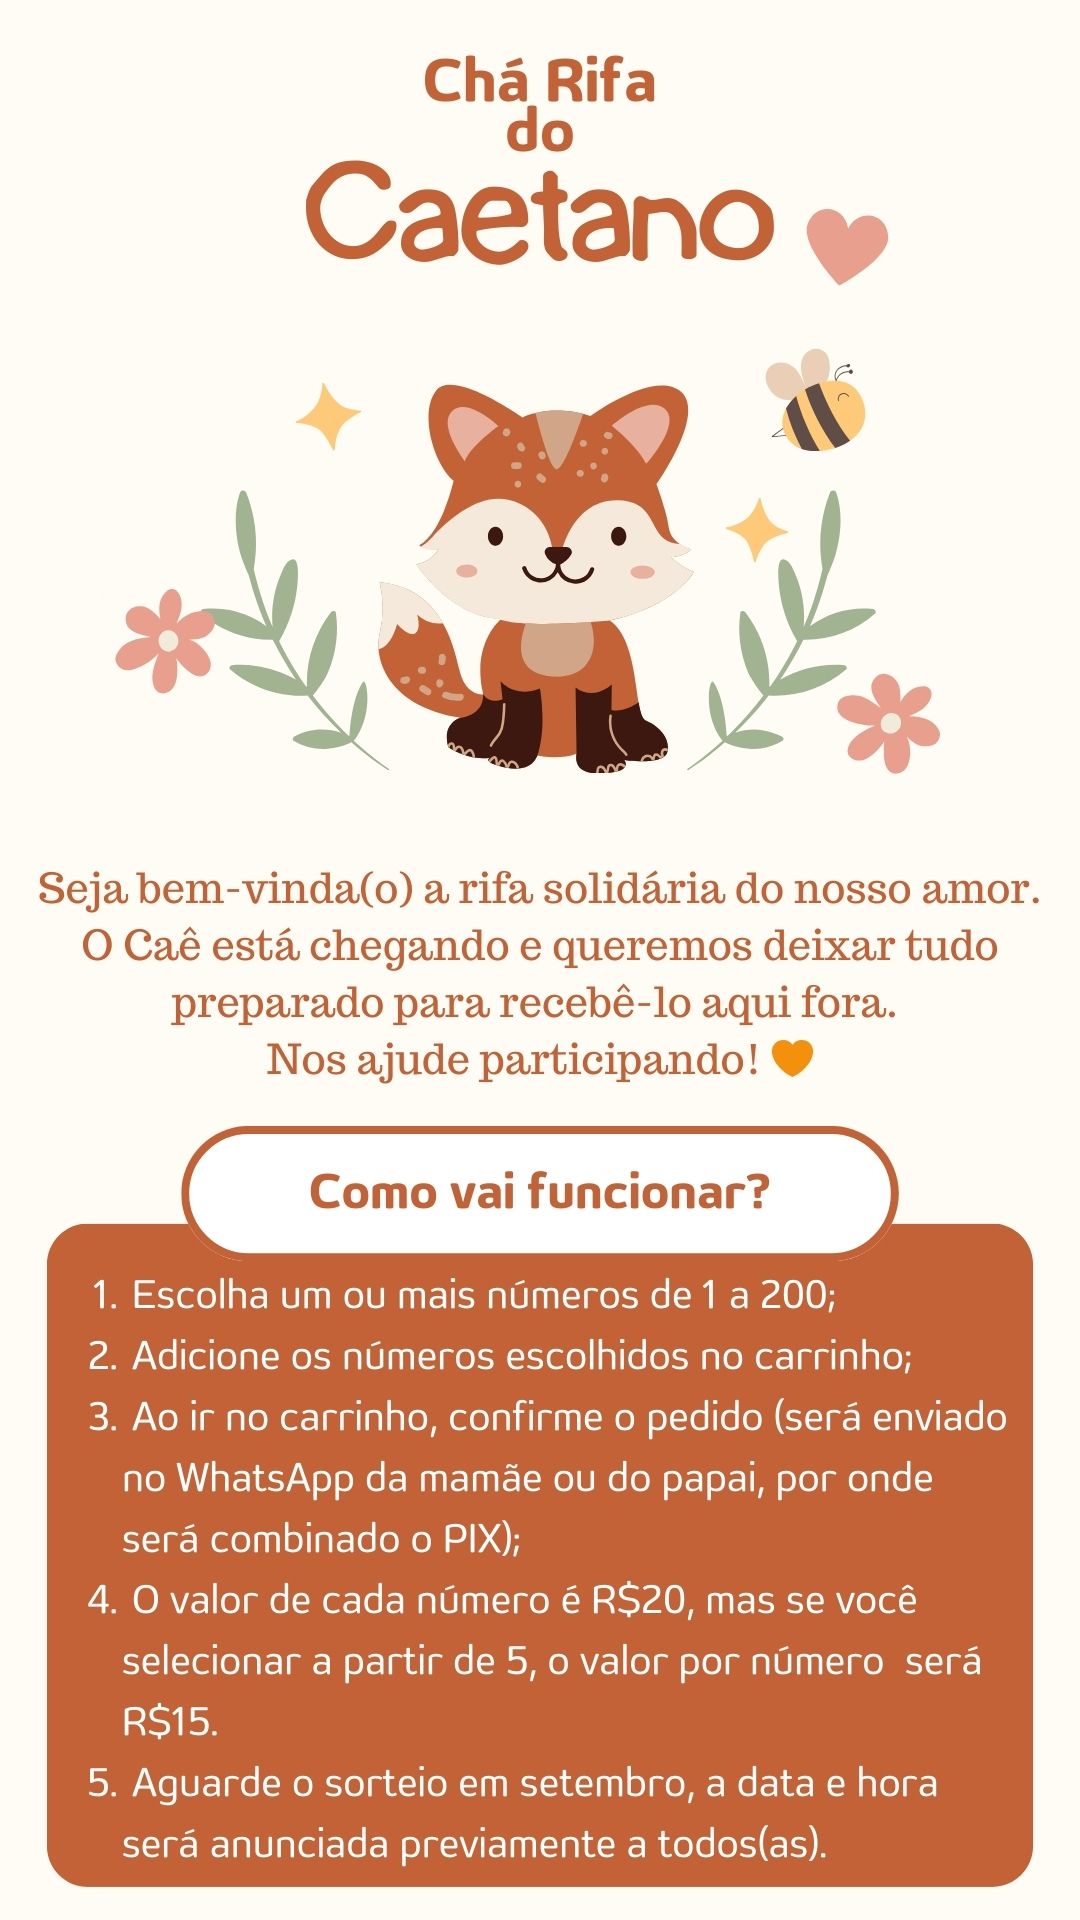 Chá Rifa
do
Caetano
Seja bem-vinda(o) a rifa solidária do nosso amor.
O Caê está chegando e queremos deixar tudo
preparado para recebê-lo aqui fora.
Nos ajude participando! 🧡
Como vai funcionar?
1. Escolha um ou mais números de 1 a 200;
2. Adicione os números escolhidos no carrinho;
3. Ao ir no carrinho, confirme o pedido (será enviado
no WhatsApp da mamãe ou do papai, por onde
será combinado o PIX);
4. O valor de cada número é R$20, mas se você
selecionar a partir de 5, o valor por número  será
R$15.
5. Aguarde o sorteio em setembro, a data e hora
será anunciada previamente a todos(as).